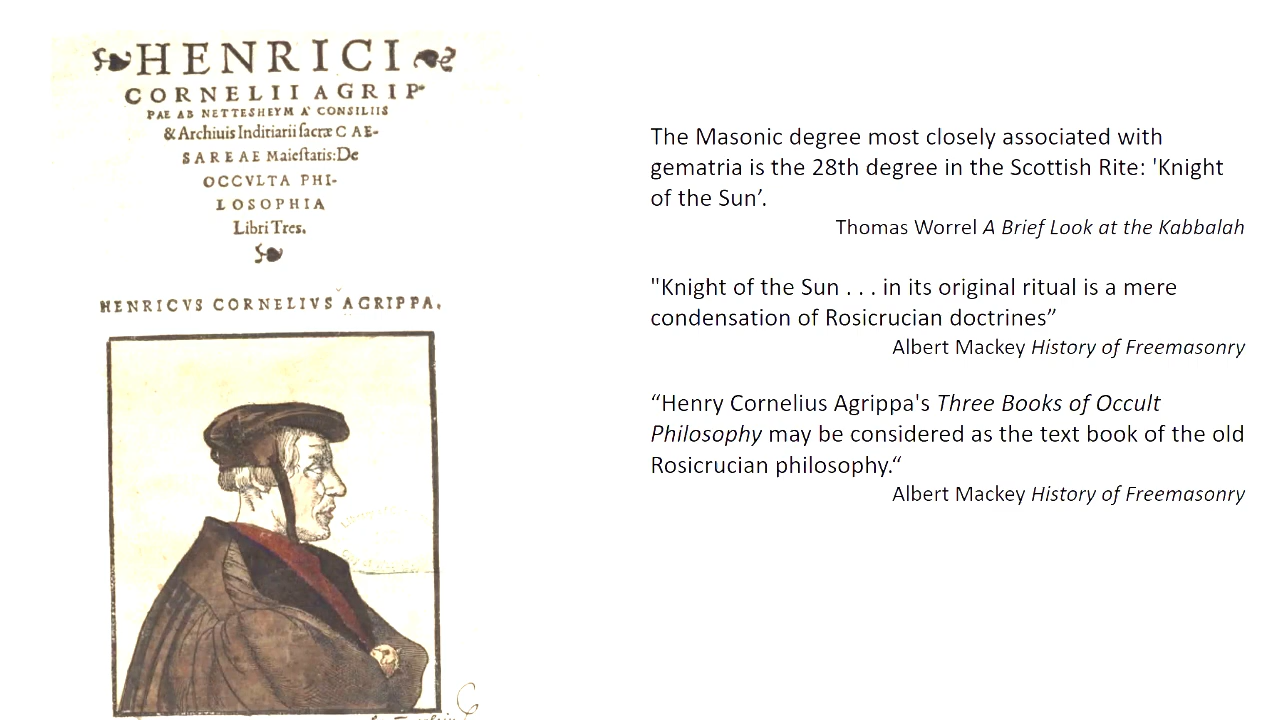 HENRICI
CORNELII AGRIP
PAE AB NETTESHEYM A' CONSILIIS
& Archiuis Inditiarii sacræ CAE-
SAREAE Maiestatis: De
OCCVLTA PHI-
LOSOPHIA
Libri Tres.
HENRICVS CORNELIVS AGRIPPA.
The Masonic degree most closely associated with
gematria is the 28th degree in the Scottish Rite: 'Knight
of the Sun’.
Thomas Worrel A Brief Look at the Kabbalah
"Knight of the Sun . . . in its original ritual is a mere
condensation of Rosicrucian doctrines”
Albert Mackey History of Freemasonry
“Henry Cornelius Agrippa's Three Books of Occult
Philosophy may be considered as the text book of the old
Rosicrucian philosophy.“
Albert Mackey History of Freemasonry